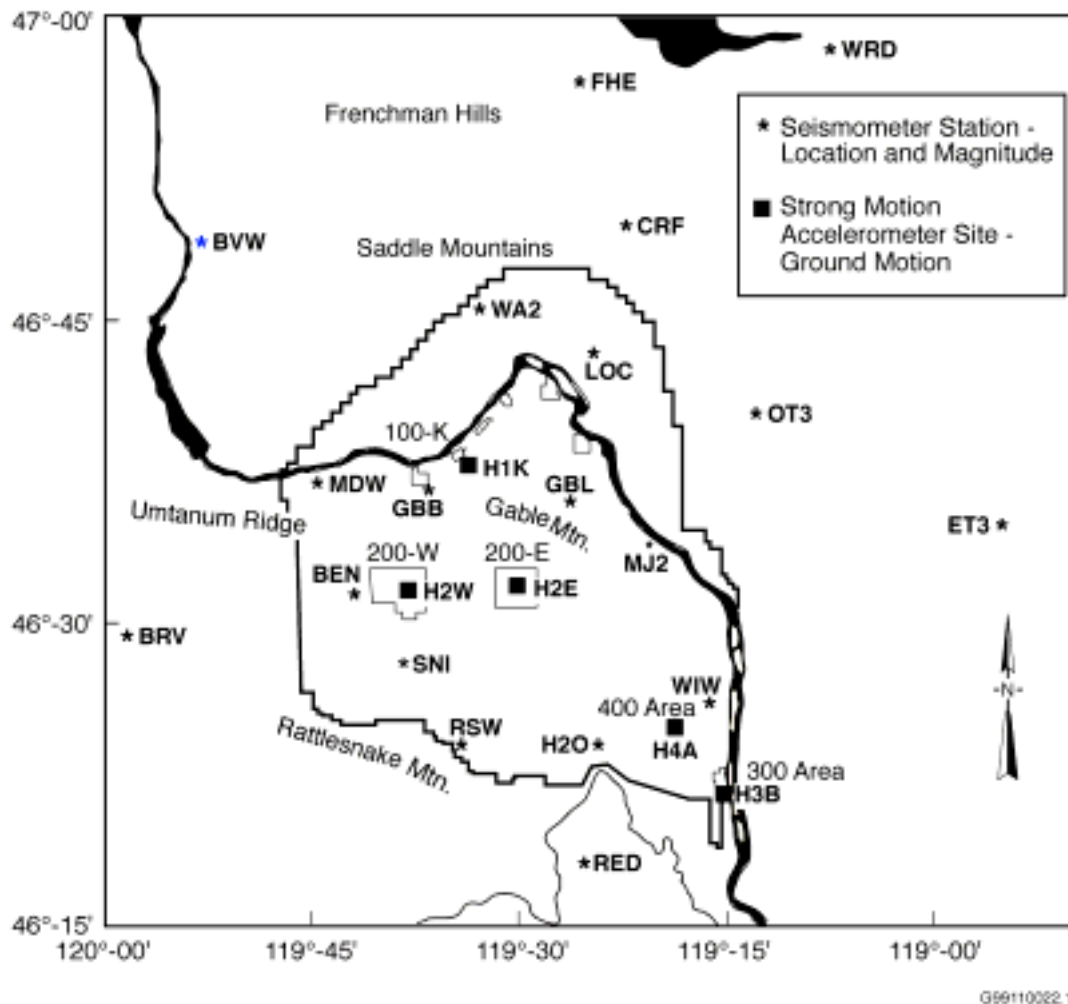 47°-00'
WRD
FHE
Frenchman Hills
* Seismometer Station -
Location and Magnitude
■ Strong Motion
Accelerometer Site -
Ground Motion
CRF
BVW
Saddle Mountains
WA2
46°-45'
LOC
OT3
100-K
H1K
MDW
GBB
GBL
Umtanum Ridge
Gable Mtn.
ET3
200-W
200-E
MJ2
BEN
H2W
H2E
46°-30'
BRV
SNI
-N-
WIW
400 Area
RSW
H2O
H4A
Rattlesnake Mtn.
300 Area
H3B
RED
46°-15'
120°-00'
119°-45'
119°-30'
119°-15'
119°-00'